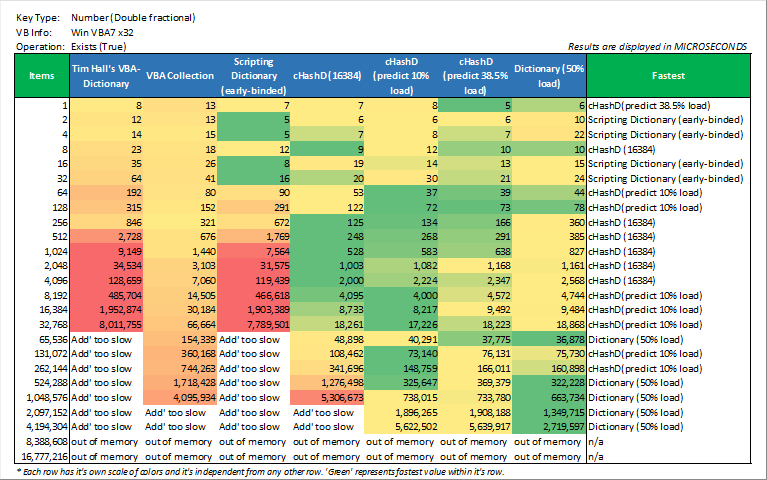 Key Type: Number (Double fractional)
VB Info: Win VBA7 x32
Operation: Exists (True)
Results are displayed in MICROSECONDS
Items Tim Hall's VBA-Dictionary VBA Collection Scripting Dictionary (early-binded) cHashD (16384) cHashD (predict 10% load) cHashD (predict 38.5% load) Dictionary (50% load) Fastest
1 8 13 7 7 8 5 6 cHashD(predict 38.5% load)
2 12 13 5 6 6 6 10 Scripting Dictionary (early-binded)
4 14 15 5 7 8 7 22 Scripting Dictionary (early-binded)
8 23 18 12 9 12 10 10 cHashD (16384)
16 35 26 8 19 14 13 15 Scripting Dictionary (early-binded)
32 64 41 16 20 30 21 24 Scripting Dictionary (early-binded)
64 192 80 90 53 37 39 44 cHashD(predict 10% load)
128 315 152 291 122 72 73 78 cHashD(predict 10% load)
256 846 321 672 125 134 166 360 cHashD (16384)
512 2,728 676 1,769 248 268 291 385 cHashD (16384)
1,024 9,149 1,440 7,564 528 583 638 827 cHashD (16384)
2,048 34,534 3,103 31,575 1,003 1,082 1,168 1,161 cHashD (16384)
4,096 128,659 7,060 119,439 2,000 2,224 2,347 2,568 cHashD (16384)
8,192 485,704 14,505 466,618 4,095 4,000 4,572 4,744 cHashD(predict 10% load)
16,384 1,952,874 30,184 1,903,389 8,733 8,217 9,492 9,484 cHashD(predict 10% load)
32,768 8,011,755 66,664 7,789,501 18,261 17,226 18,223 18,868 cHashD(predict 10% load)
65,536 Add' too slow 154,339 Add' too slow 48,898 40,291 37,775 36,878 Dictionary (50% load)
131,072 Add' too slow 360,168 Add' too slow 108,462 73,140 76,131 75,730 cHashD(predict 10% load)
262,144 Add' too slow 744,263 Add' too slow 341,696 148,759 166,011 160,898 cHashD(predict 10% load)
524,288 Add' too slow 1,718,428 Add' too slow 1,276,498 325,647 369,379 322,228 Dictionary (50% load)
1,048,576 Add' too slow 4,095,934 Add' too slow 5,306,673 738,015 733,780 663,734 Dictionary (50% load)
2,097,152 Add' too slow Add' too slow Add' too slow Add' too slow 1,896,265 1,908,188 1,349,715 Dictionary (50% load)
4,194,304 Add' too slow Add' too slow Add' too slow Add' too slow 5,622,502 5,639,917 2,719,597 Dictionary (50% load)
8,388,608 out of memory out of memory out of memory out of memory out of memory out of memory out of memory n/a
16,777,216 out of memory out of memory out of memory out of memory out of memory out of memory out of memory n/a
* Each row has it's own scale of colors and it's independent from any other row. 'Green' represents fastest value within it's row.